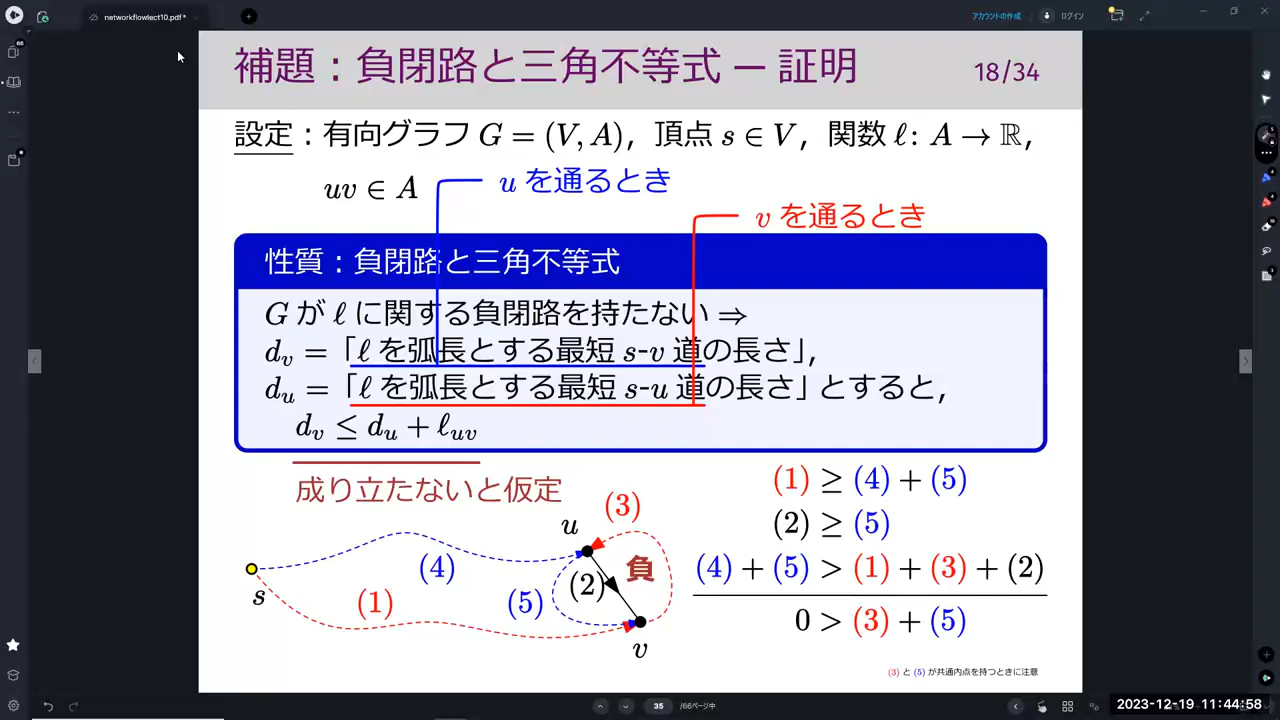 networkflowlect10.pdf*
アカウントの作成
ログイン
補題：負閉路と三角不等式 — 証明
18/34
設定：有向グラフ G = (V, A)，頂点 s ∈ V，関数 ℓ: A → ℝ，
uv ∈ A
u を通るとき
v を通るとき
性質：負閉路と三角不等式
G が ℓ に関する負閉路を持たない ⇒
d_v = 「ℓ を弧長とする最短 s-v 道の長さ」，
d_u = 「ℓ を弧長とする最短 s-u 道の長さ」とすると，
d_v ≤ d_u + ℓ_uv
成り立たないと仮定
(1) ≥ (4) + (5)
(2) ≥ (5)
(4) + (5) > (1) + (3) + (2)
0 > (3) + (5)
(3)
u
(4)
(2)
負
s
(1)
(5)
v
(3) と (5) が共通内点を持つときに注意
35
/66ページ中
2023-12-19 11:44:58